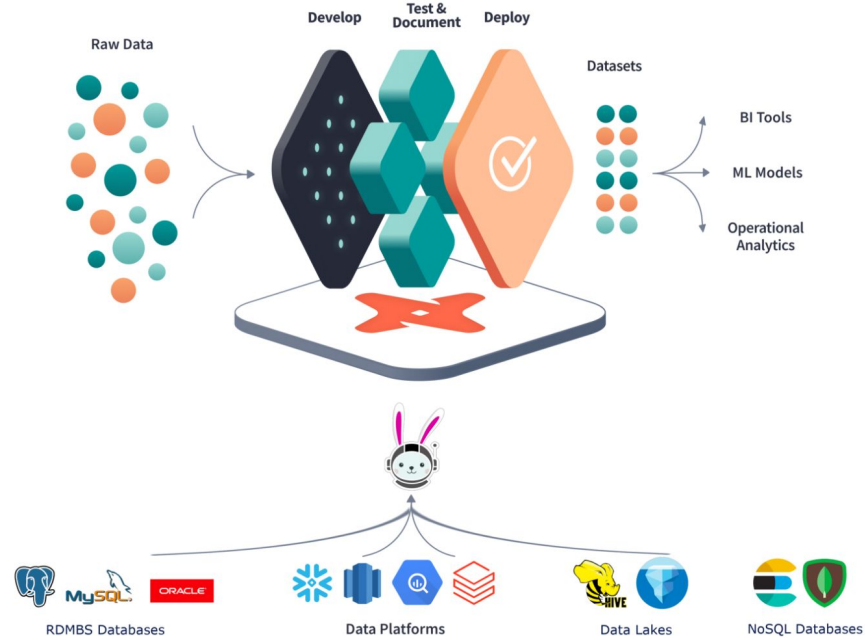 Develop
Test &
Document
Deploy
Raw Data
Datasets
BI Tools
ML Models
Operational
Analytics
MySQL
ORACLE
HIVE
RDMBS Databases
Data Platforms
Data Lakes
NoSQL Databases